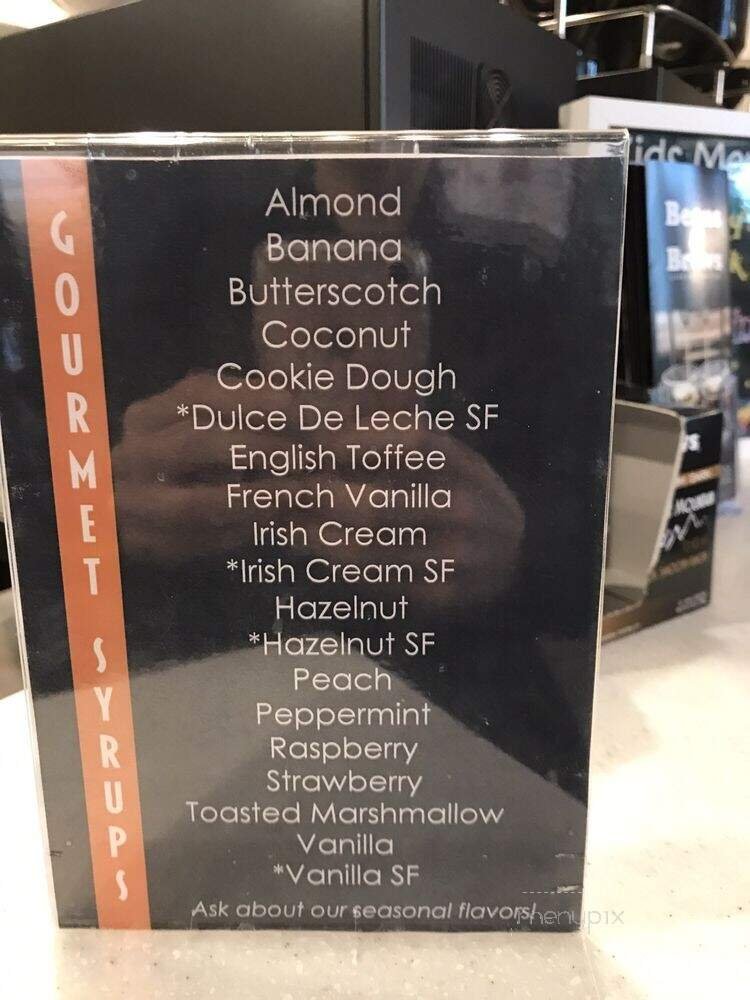 GOURMET SYRUPS
Almond
Banana
Butterscotch
Coconut
Cookie Dough
*Dulce De Leche SF
English Toffee
French Vanilla
Irish Cream
*Irish Cream SF
Hazelnut
*Hazelnut SF
Peach
Peppermint
Raspberry
Strawberry
Toasted Marshmallow
Vanilla
*Vanilla SF
Ask about our seasonal flavors!
menupix